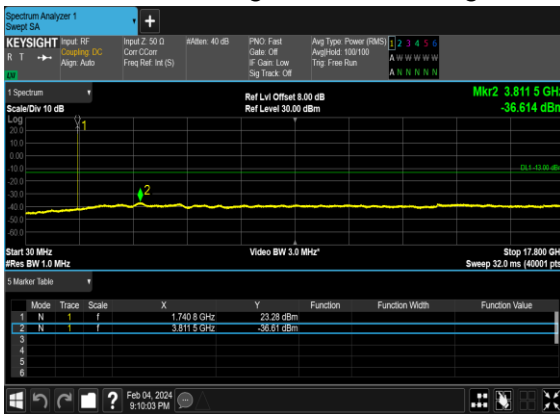 Spectrum Analyzer 1
Swept SA
KEYSIGHT Input: RF Input Z: 50 Ω #Atten: 40 dB PNO: Fast Avg Type: Power (RMS) 1 2 3 4 5 6
R T Coupling: DC Corr CCorr Gate: Off Avg|Hold: 100/100 A W W W W W
Align: Auto Freq Ref: Int (S) IF Gain: Low Trig: Free Run
LV Sig Track: Off A N N N N N
1 Spectrum Ref Lvl Offset 8.00 dB Mkr2 3.811 5 GHz
Scale/Div 10 dB Ref Level 30.00 dBm -36.614 dBm
Log
20.0 1
10.0
0.00
-10.0 DL1 -13.00 dBm
-20.0
-30.0 2
-40.0
-50.0
-60.0
Start 30 MHz Video BW 3.0 MHz* Stop 17.800 GHz
#Res BW 1.0 MHz Sweep 32.0 ms (40001 pts)
5 Marker Table
Mode Trace Scale X Y Function Function Width Function Value
1 N 1 f 1.740 8 GHz 23.28 dBm
2 N 1 f 3.811 5 GHz -36.61 dBm
3
4
5
6
? Feb 04, 2024
9:10:03 PM